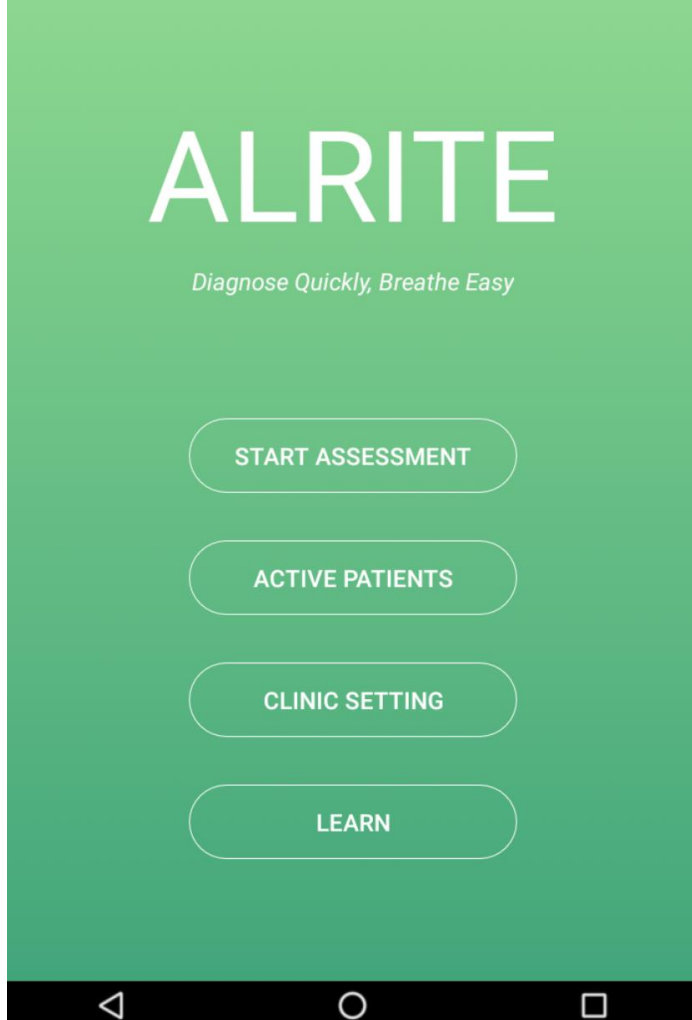 ALRITE
Diagnose Quickly, Breathe Easy
START ASSESSMENT
ACTIVE PATIENTS
CLINIC SETTING
LEARN